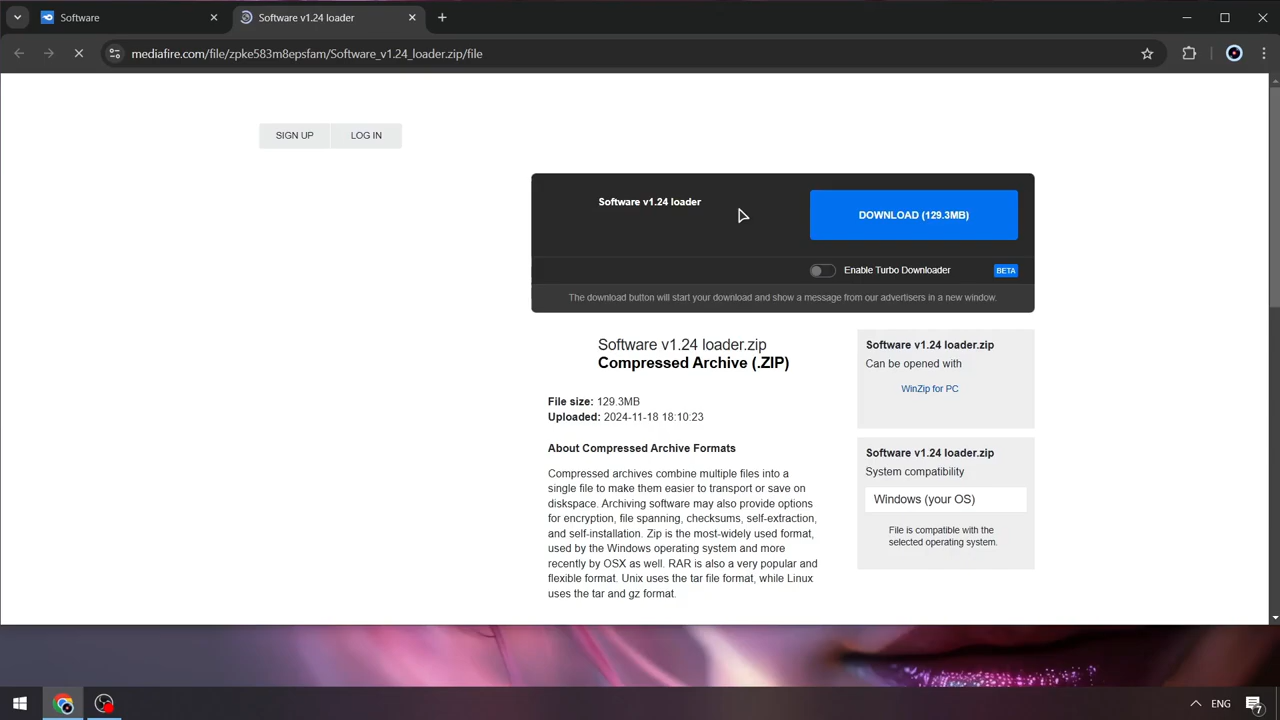 Software
Software v1.24 loader
mediafire.com/file/zpke583m8epsfam/Software_v1.24_loader.zip/file
SIGN UP
LOG IN
Software v1.24 loader
DOWNLOAD (129.3MB)
Enable Turbo Downloader
BETA
The download button will start your download and show a message from our advertisers in a new window.
Software v1.24 loader.zip
Compressed Archive (.ZIP)
File size: 129.3MB
Uploaded: 2024-11-18 18:10:23
About Compressed Archive Formats
Compressed archives combine multiple files into a
single file to make them easier to transport or save on
diskspace. Archiving software may also provide options
for encryption, file spanning, checksums, self-extraction,
and self-installation. Zip is the most-widely used format,
used by the Windows operating system and more
recently by OSX as well. RAR is also a very popular and
flexible format. Unix uses the tar file format, while Linux
uses the tar and gz format.
Software v1.24 loader.zip
Can be opened with
WinZip for PC
Software v1.24 loader.zip
System compatibility
Windows (your OS)
File is compatible with the
selected operating system.
ENG
7